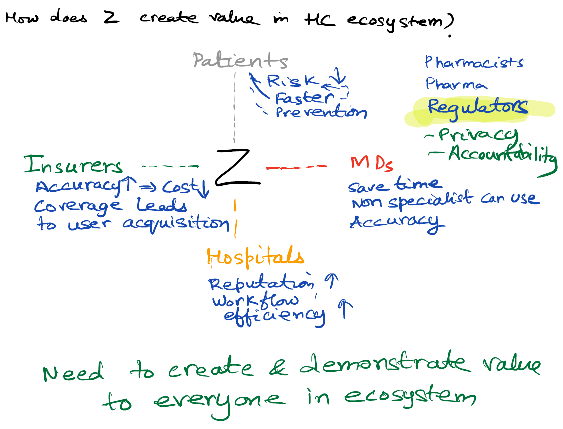 How does Z create value in HC ecosystem?
Patients
Risk ↓
Faster
Prevention
Pharmacists
Pharma
Regulators
- Privacy
- Accountability
Insurers
Accuracy ↑ ⇒ Cost ↓
Coverage leads
to user acquisition
Z
MDs
save time
Non specialist can use
Accuracy
Hospitals
Reputation ↑
Workflow
efficiency ↑
Need to create & demonstrate value
to everyone in ecosystem